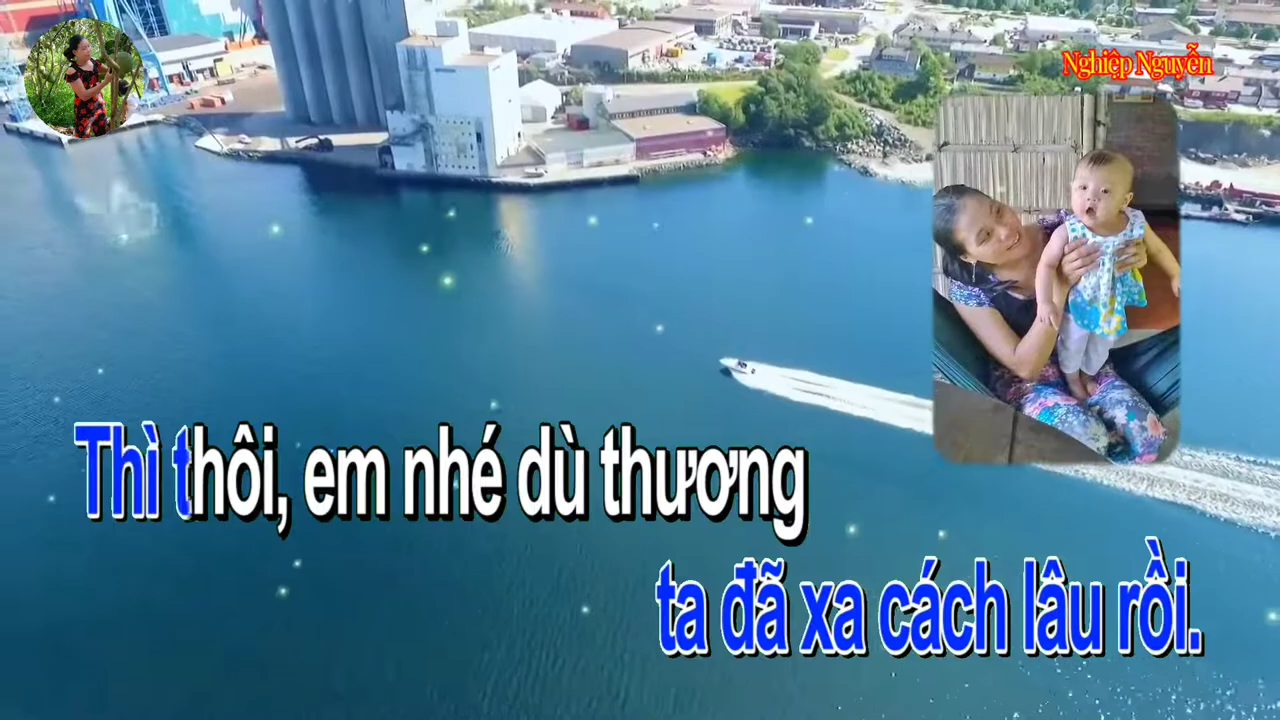 Nghiệp Nguyễn
Thì thôi, em nhé dù thương
ta đã xa cách lâu rồi.